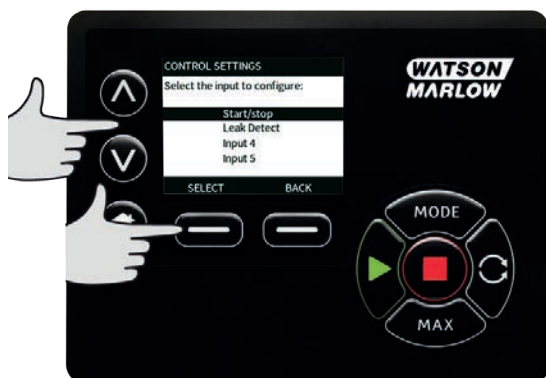 CONTROL SETTINGS
Select the input to configure:
Start/stop
Leak Detect
Input 4
Input 5
SELECT BACK
WATSON
MARLOW
MODE
MAX